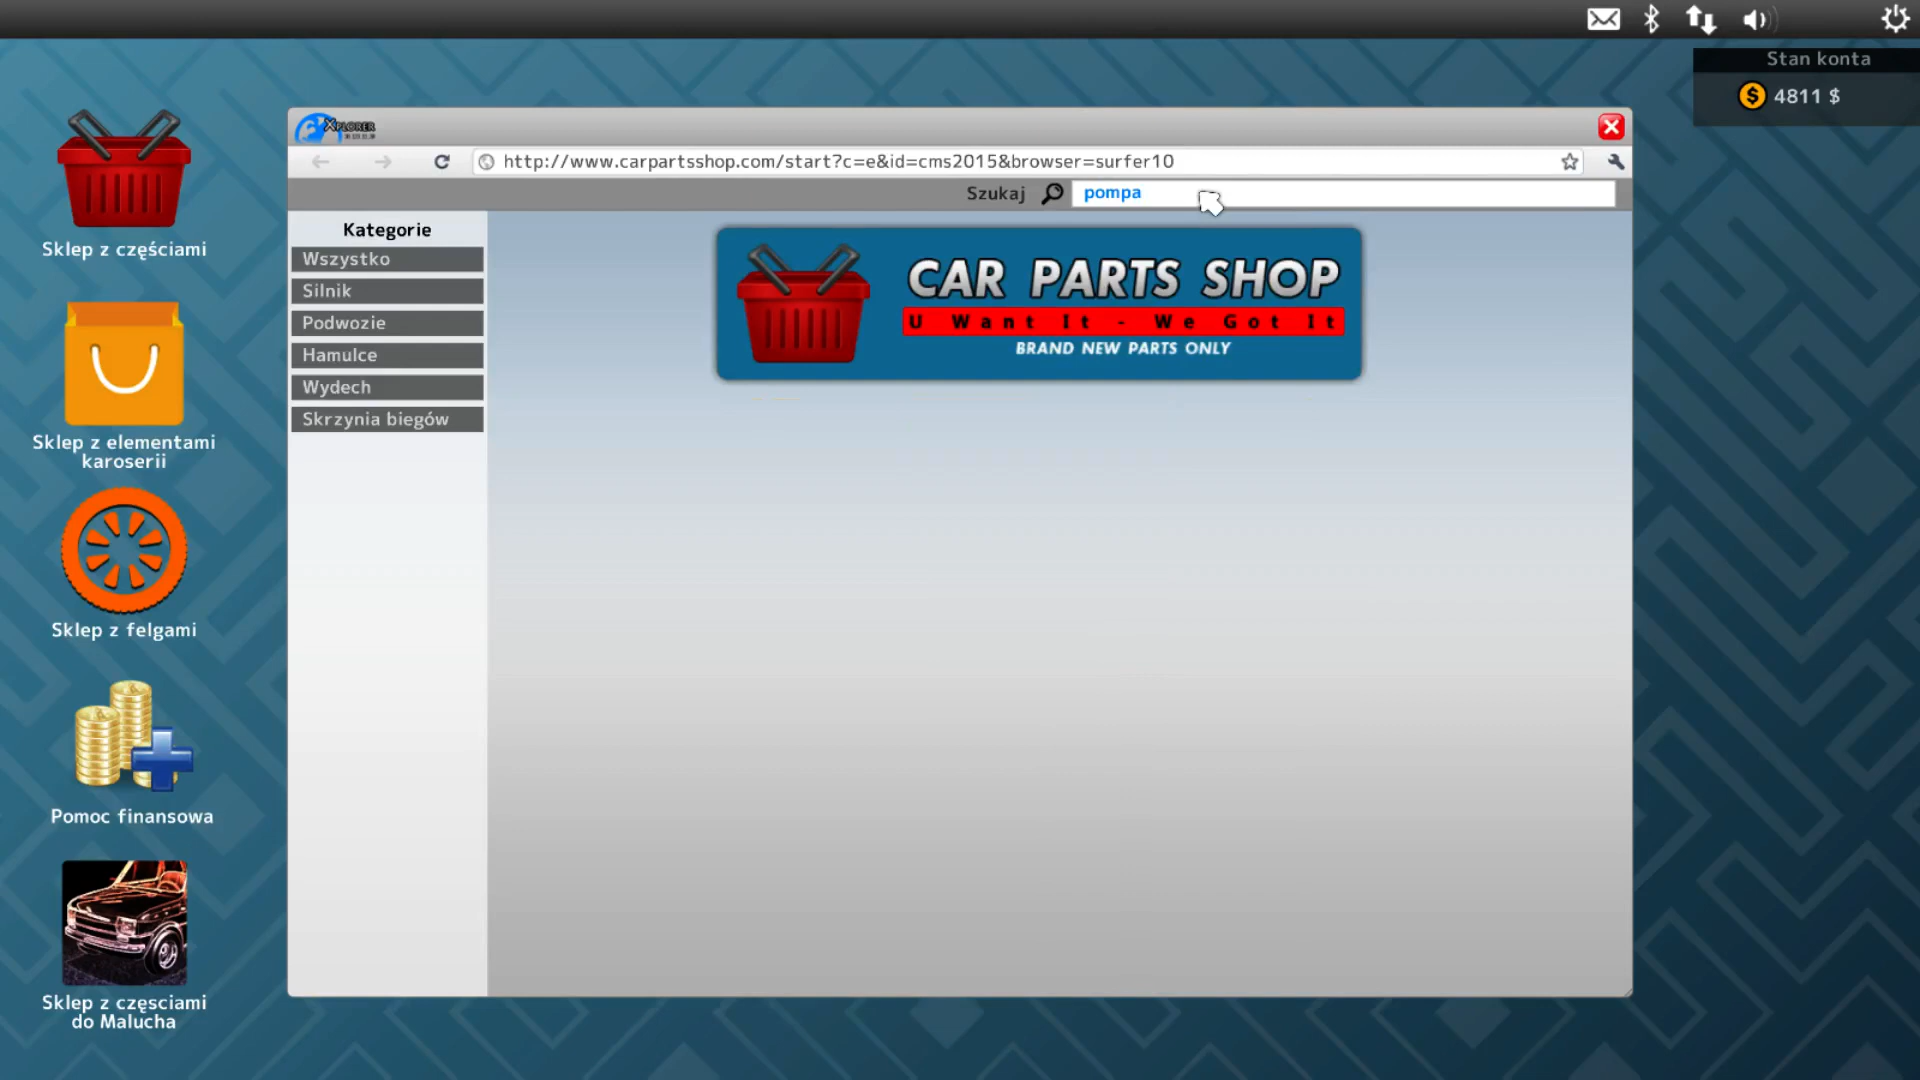 Stan konta
4811 $
XPLORER
http://www.carpartsshop.com/start?c=e&id=cms2015&browser=surfer10
Szukaj
pompa
Kategorie
Wszystko
Silnik
Podwozie
Hamulce
Wydech
Skrzynia biegów
CAR PARTS SHOP
U Want It - We Got It
BRAND NEW PARTS ONLY
Sklep z częściami
Sklep z elementami
karoserii
Sklep z felgami
Pomoc finansowa
Sklep z częsciami
do Malucha